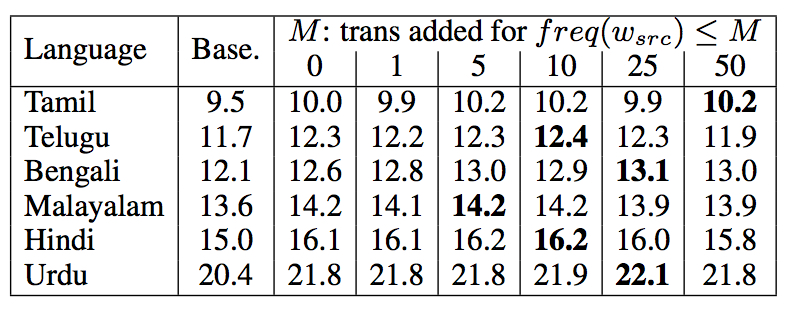 Language Base. M: trans added for freq(w_src) ≤ M
0 1 5 10 25 50
Tamil 9.5 10.0 9.9 10.2 10.2 9.9 10.2
Telugu 11.7 12.3 12.2 12.3 12.4 12.3 11.9
Bengali 12.1 12.6 12.8 13.0 12.9 13.1 13.0
Malayalam 13.6 14.2 14.1 14.2 14.2 13.9 13.9
Hindi 15.0 16.1 16.1 16.2 16.2 16.0 15.8
Urdu 20.4 21.8 21.8 21.8 21.9 22.1 21.8